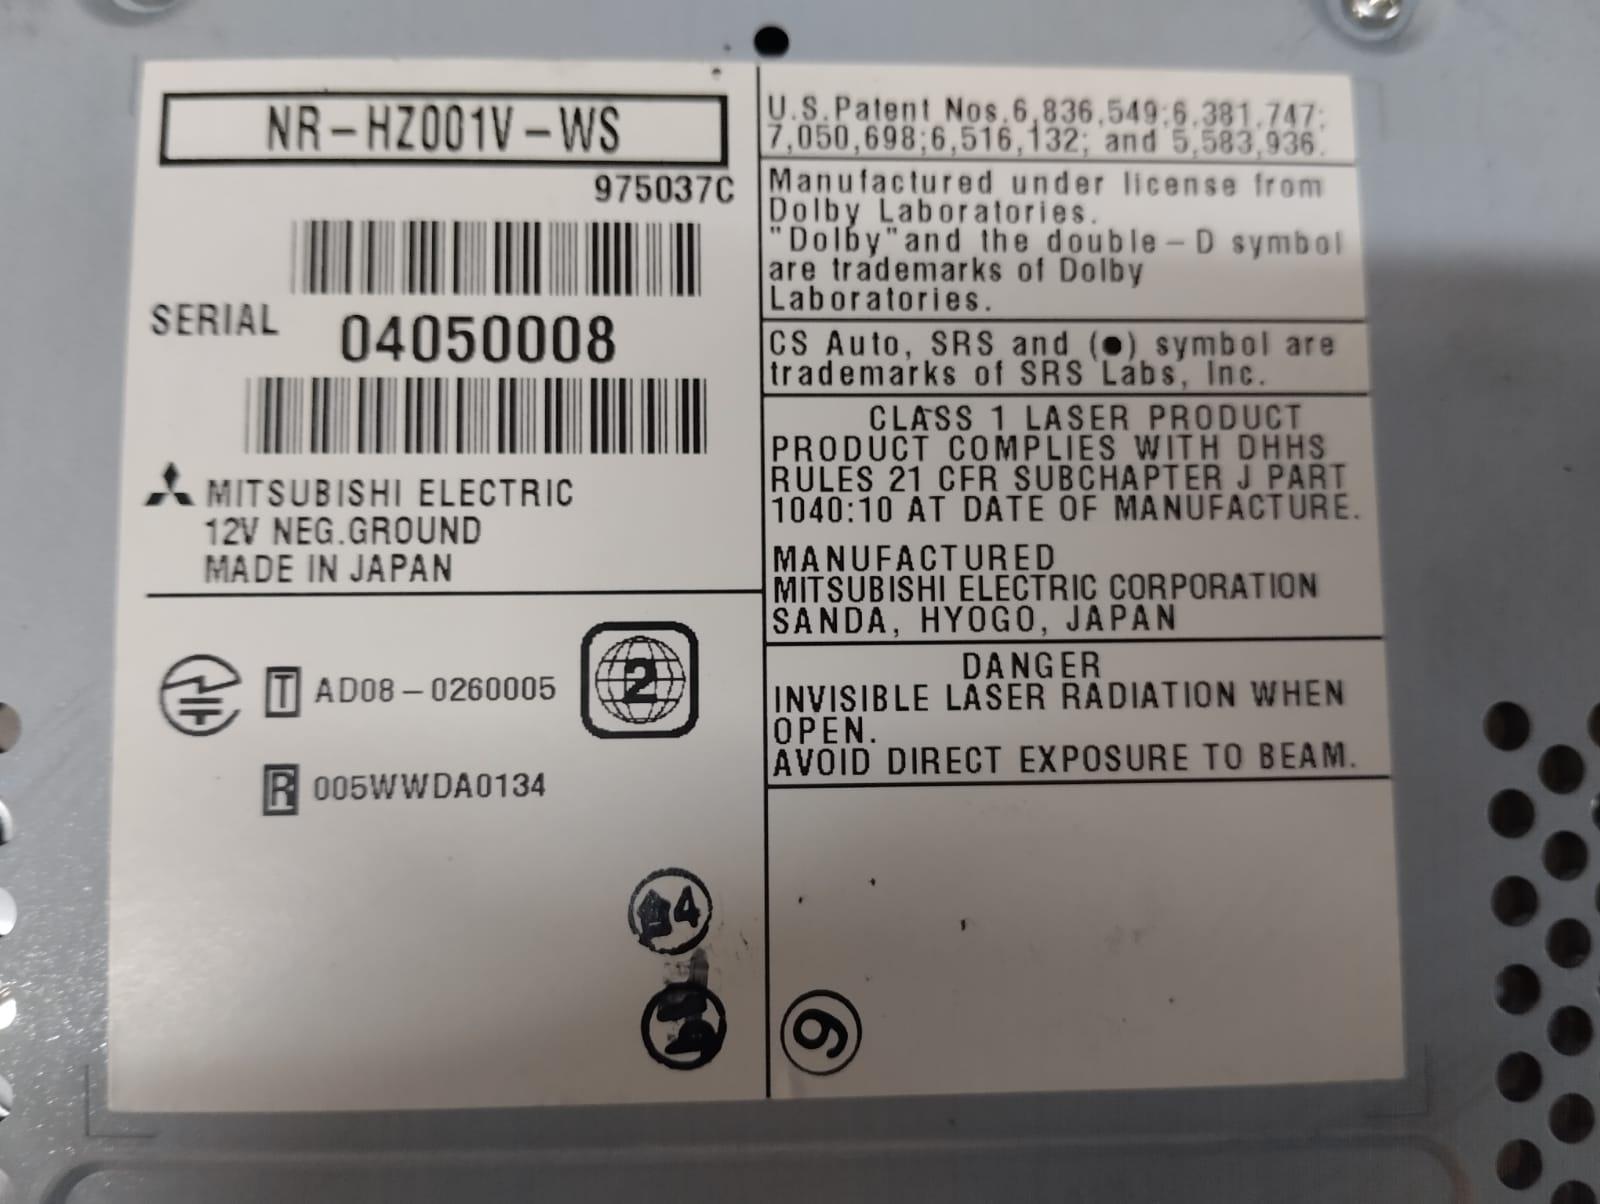 NR-HZ001V-WS
975037C
SERIAL 04050008
MITSUBISHI ELECTRIC
12V NEG.GROUND
MADE IN JAPAN
T AD08-0260005
2
R 005WWDA0134
4
U.S.Patent Nos.6,836,549;6,381,747;
7,050,698;6,516,132; and 5,583,936.
Manufactured under license from
Dolby Laboratories.
"Dolby"and the double-D symbol
are trademarks of Dolby
Laboratories.
CS Auto, SRS and (●) symbol are
trademarks of SRS Labs, Inc.
CLASS 1 LASER PRODUCT
PRODUCT COMPLIES WITH DHHS
RULES 21 CFR SUBCHAPTER J PART
1040:10 AT DATE OF MANUFACTURE.
MANUFACTURED
MITSUBISHI ELECTRIC CORPORATION
SANDA, HYOGO, JAPAN
DANGER
INVISIBLE LASER RADIATION WHEN
OPEN.
AVOID DIRECT EXPOSURE TO BEAM.
9